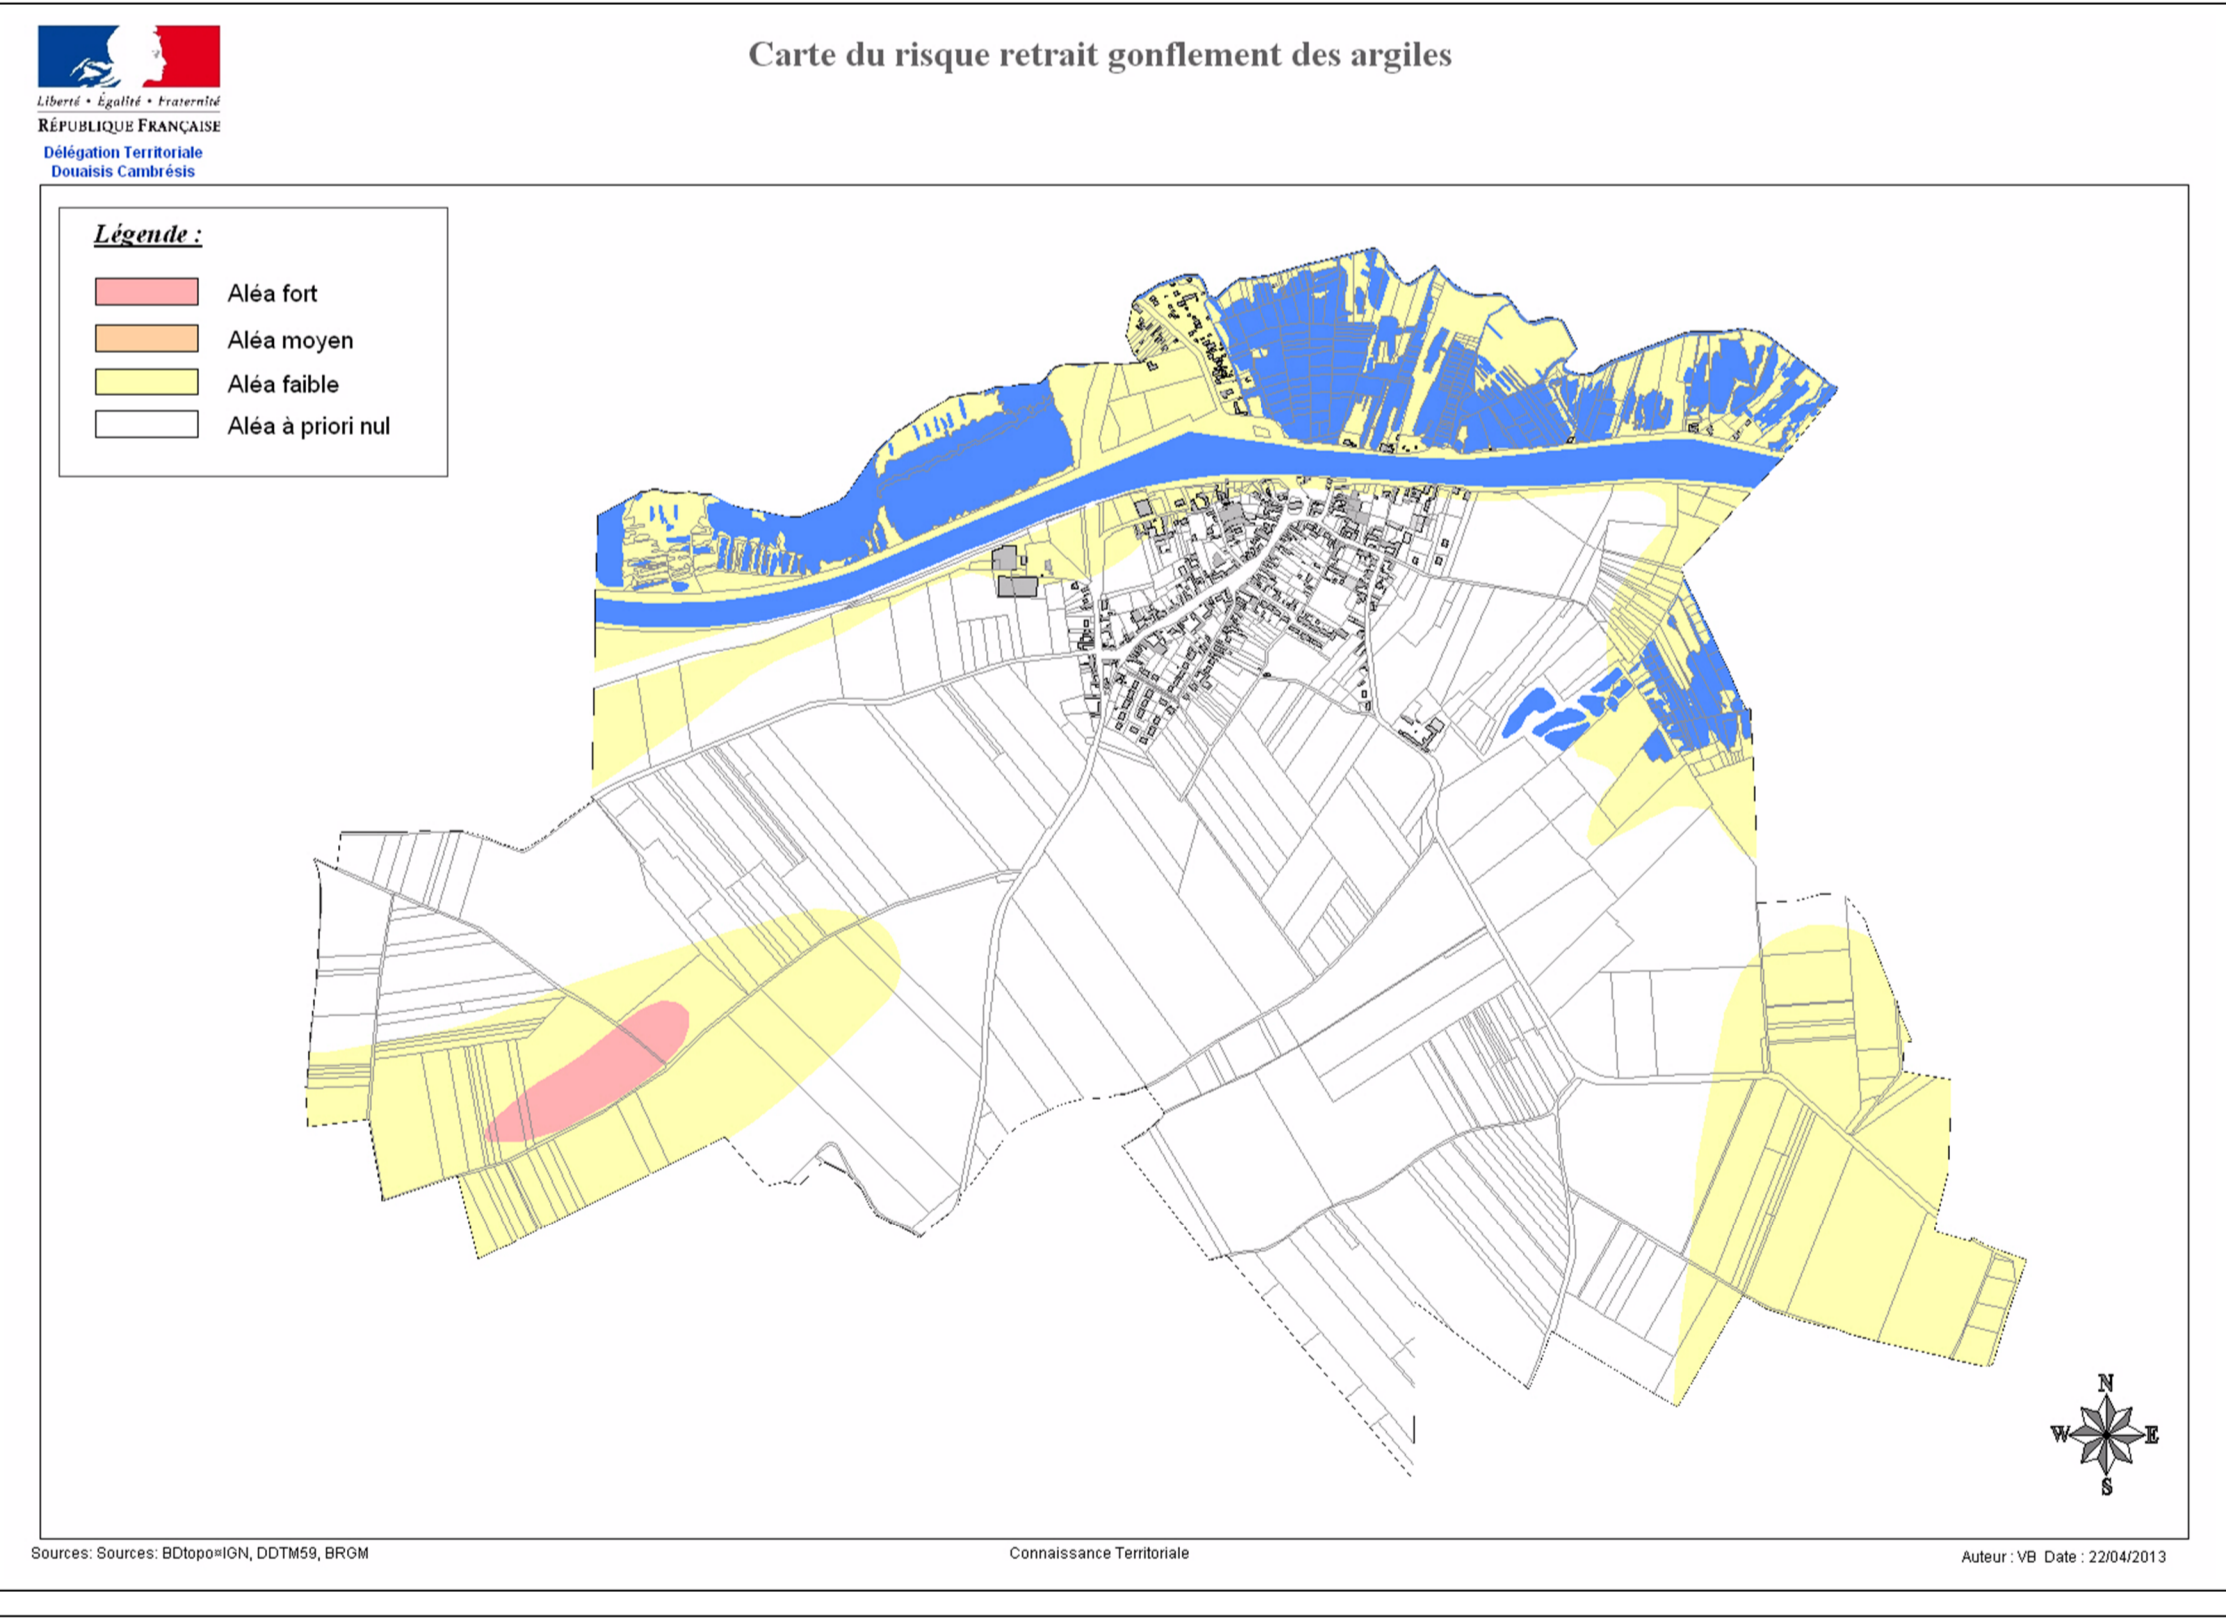 Carte du risque retrait gonflement des argiles
Liberté • Égalité • Fraternité
RÉPUBLIQUE FRANÇAISE
Délégation Territoriale
Douaisis Cambrésis
Légende :
Aléa fort
Aléa moyen
Aléa faible
Aléa à priori nul
N
W E
S
Sources: Sources: BDtopo¤IGN, DDTM59, BRGM
Connaissance Territoriale
Auteur : VB Date : 22/04/2013